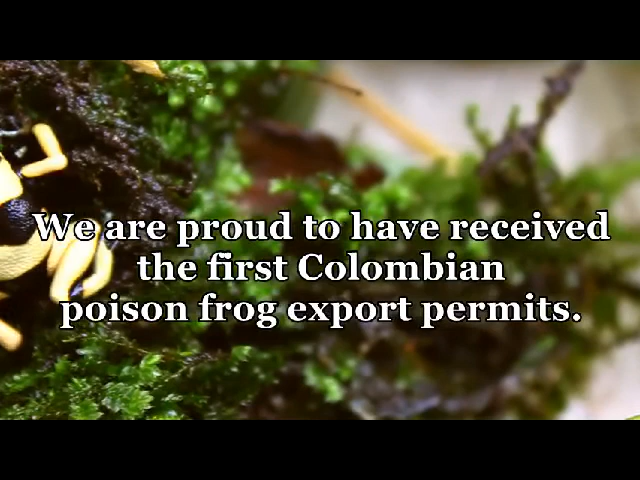 We are proud to have received
the first Colombian
poison frog export permits.